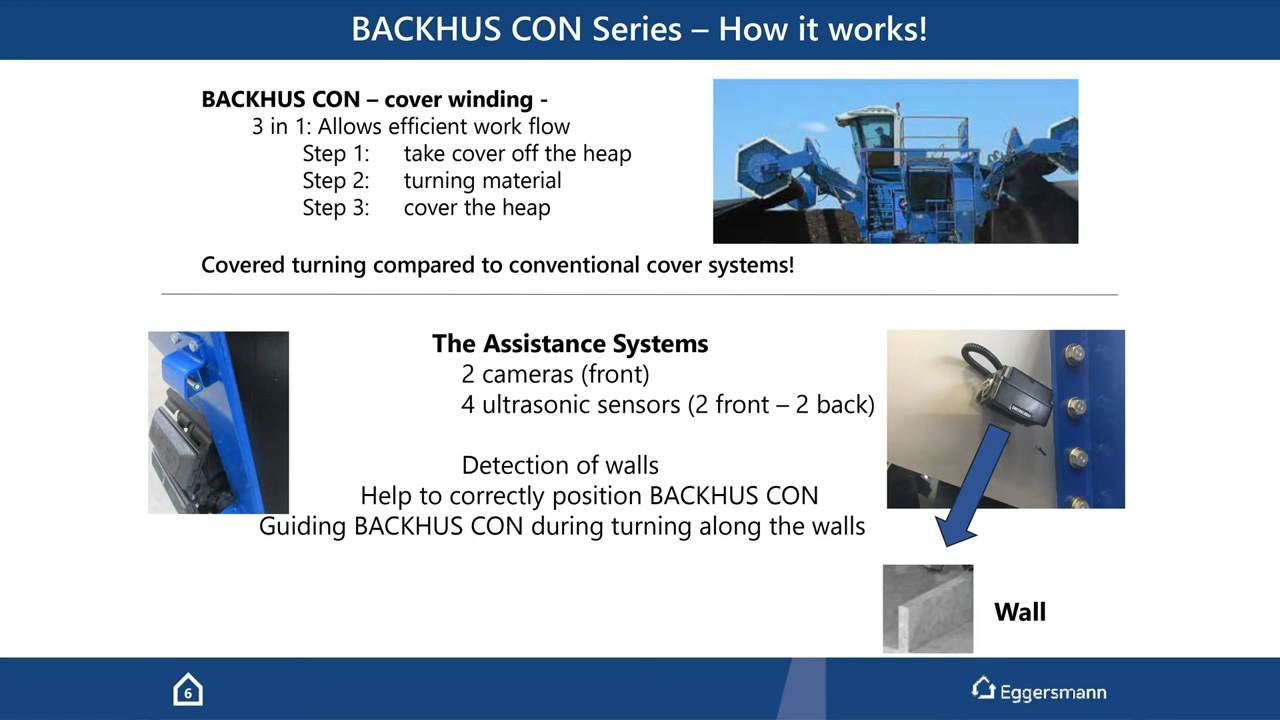 BACKHUS CON Series – How it works!
BACKHUS CON – cover winding -
3 in 1: Allows efficient work flow
Step 1: take cover off the heap
Step 2: turning material
Step 3: cover the heap
Covered turning compared to conventional cover systems!
The Assistance Systems
2 cameras (front)
4 ultrasonic sensors (2 front – 2 back)
Detection of walls
Help to correctly position BACKHUS CON
Guiding BACKHUS CON during turning along the walls
Wall
6
Eggersmann